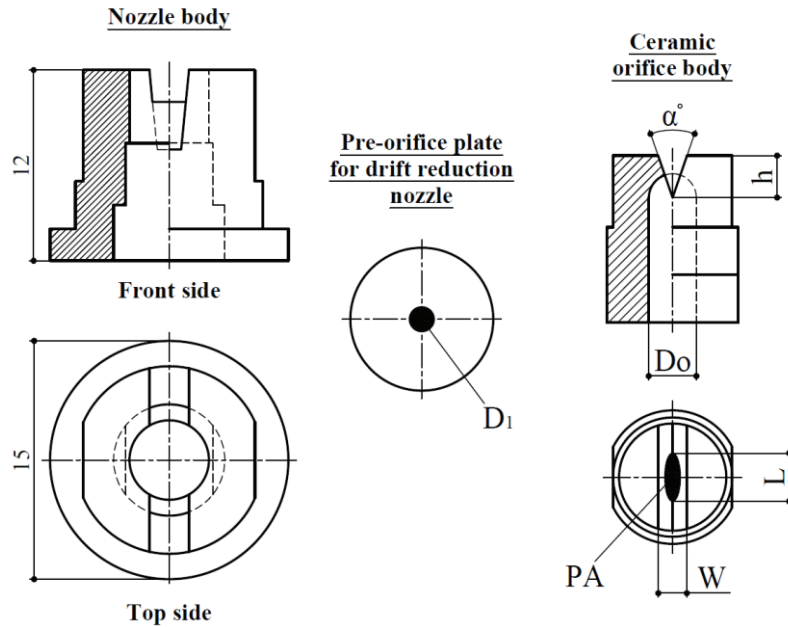 Nozzle body
12
Front side
15
Top side
Pre-orifice plate
for drift reduction
nozzle
D1
Ceramic
orifice body
α°
h
Do
L
PA
W